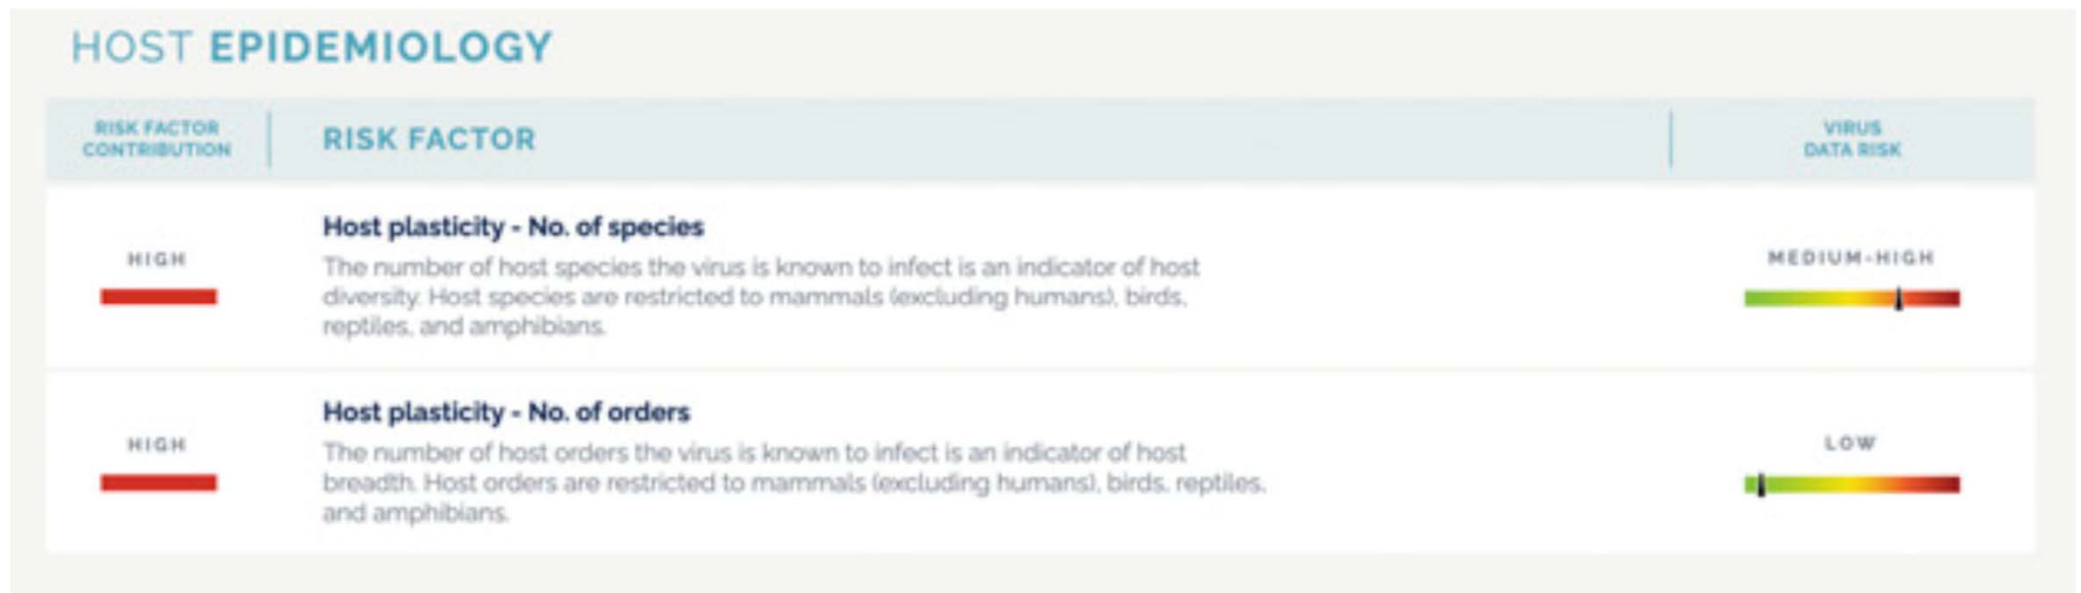 HOST EPIDEMIOLOGY
RISK FACTOR
CONTRIBUTION
RISK FACTOR
VIRUS
DATA RISK
HIGH
Host plasticity - No. of species
The number of host species the virus is known to infect is an indicator of host
diversity. Host species are restricted to mammals (excluding humans), birds,
reptiles, and amphibians.
MEDIUM-HIGH
HIGH
Host plasticity - No. of orders
The number of host orders the virus is known to infect is an indicator of host
breadth. Host orders are restricted to mammals (excluding humans), birds, reptiles,
and amphibians.
LOW